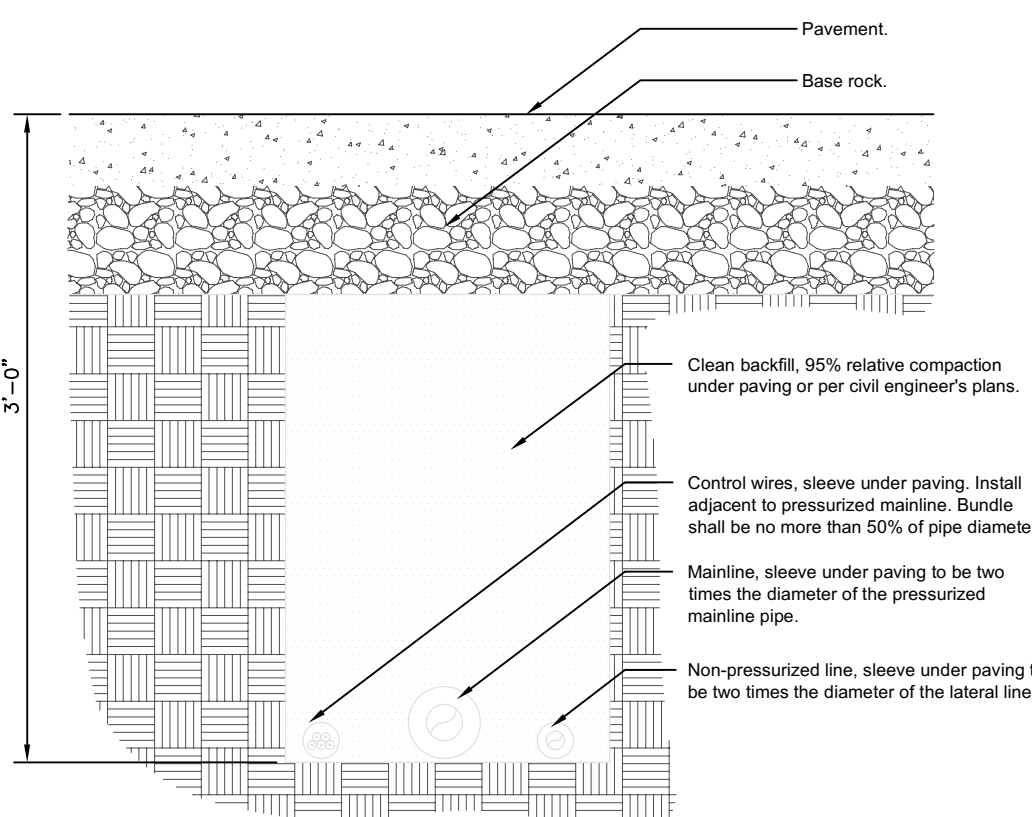 Pavement.
Base rock.
3'-0"
Clean backfill, 95% relative compaction
under paving or per civil engineer's plans.
Control wires, sleeve under paving. Install
adjacent to pressurized mainline. Bundle
shall be no more than 50% of pipe diamete
Mainline, sleeve under paving to be two
times the diameter of the pressurized
mainline pipe.
Non-pressurized line, sleeve under paving t
be two times the diameter of the lateral line